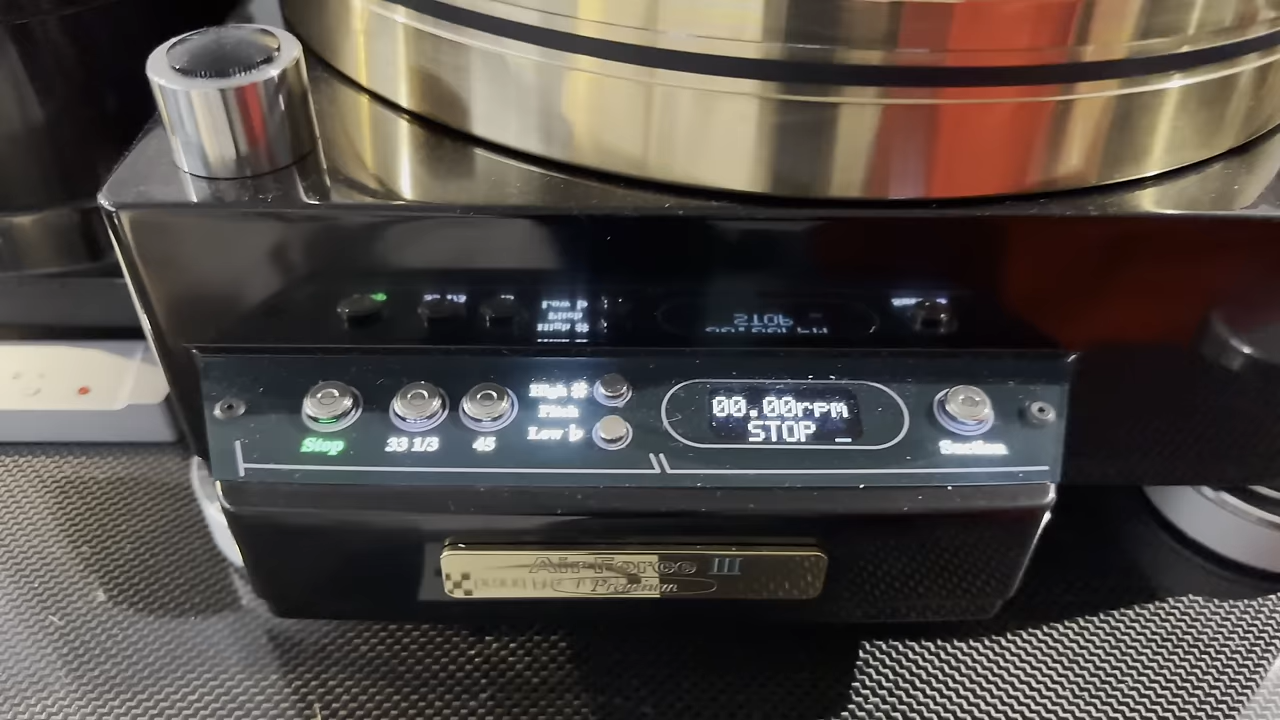 High #
Pitch
Low ♭
Stop
33 1/3
45
00.00rpm
STOP _
Suction
Air Force III
Premium